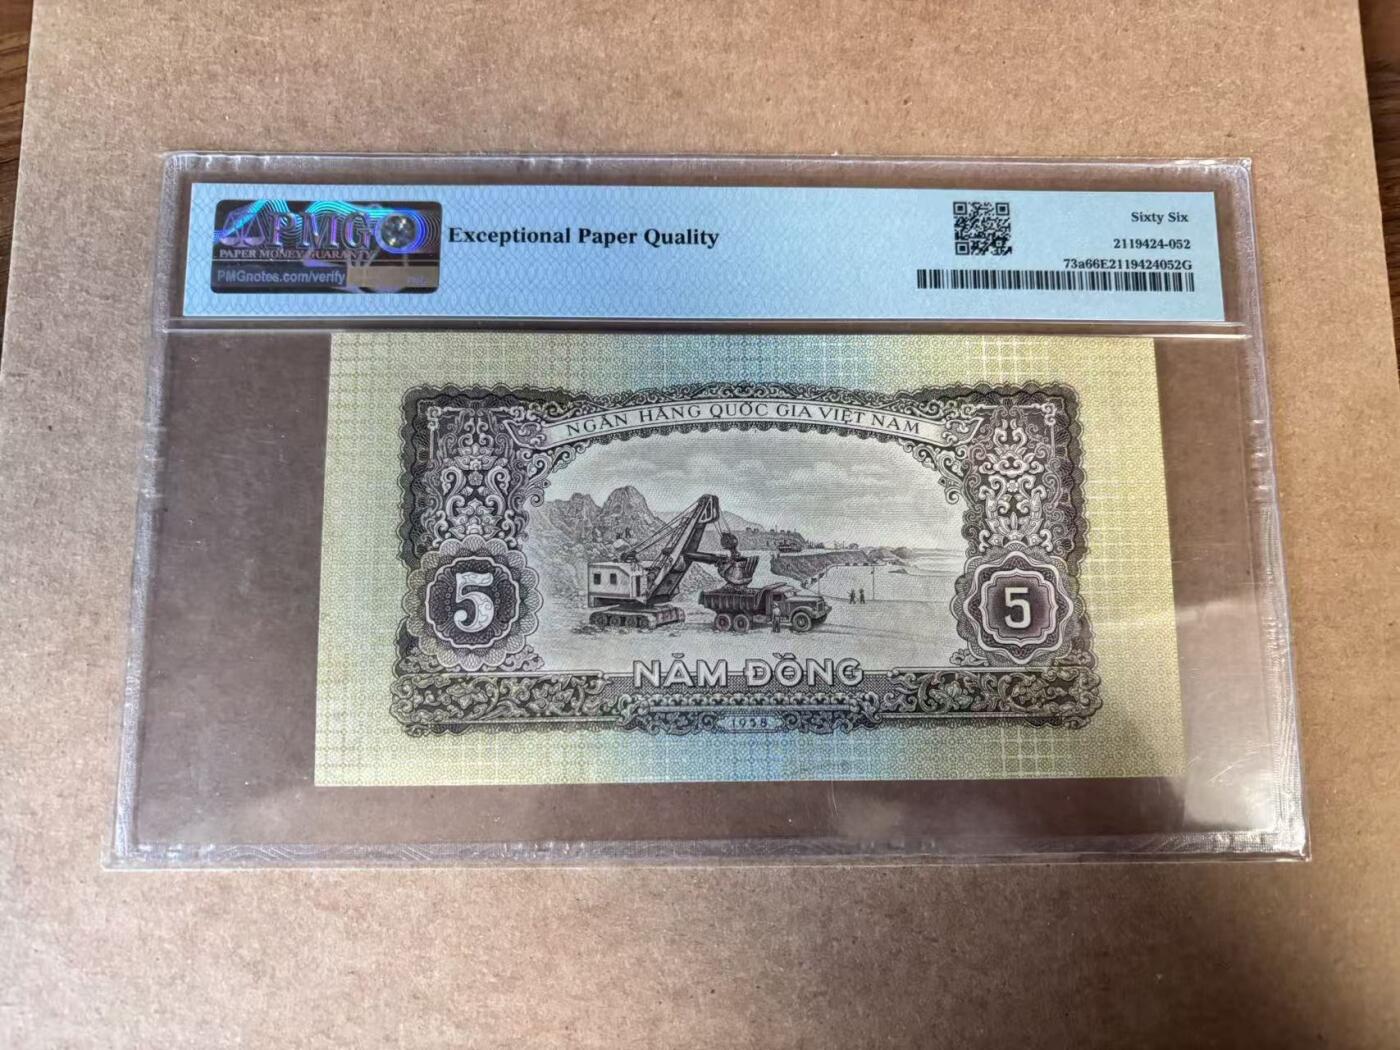 PMG
PAPER MONEY GUARANTY
PMGnotes.com/verify
Exceptional Paper Quality
Sixty Six
2119424-052
73a66E2119424052G
NGÂN HÀNG QUỐC GIA VIỆT NAM
5
5
NĂM ĐỒNG
1958